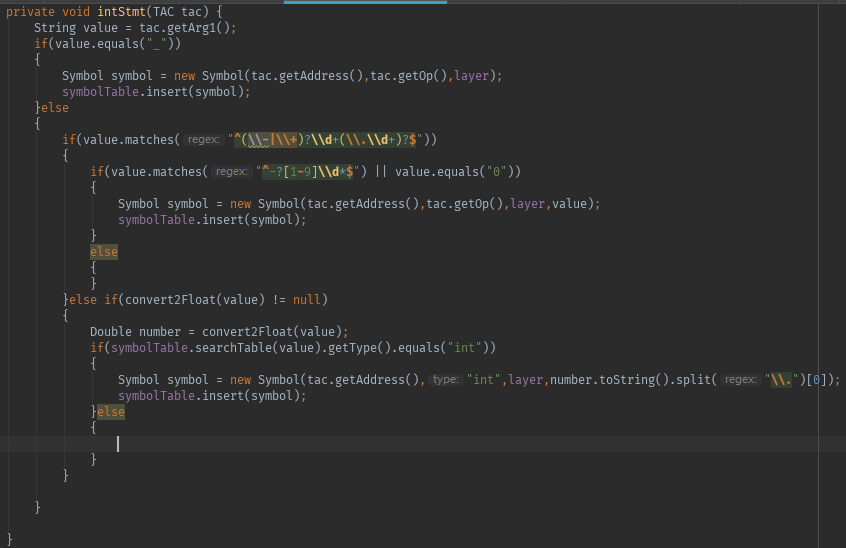 private void intStmt(TAC tac) {
    String value = tac.getArg1();
    if(value.equals("_"))
    {
        Symbol symbol = new Symbol(tac.getAddress(),tac.getOp(),layer);
        symbolTable.insert(symbol);
    }else
    {
        if(value.matches( regex: "^(\\-|\\+)?\\d+(\\.\\d+)?$"))
        {
            if(value.matches( regex: "^-?[1-9]\\d*$") || value.equals("0"))
            {
                Symbol symbol = new Symbol(tac.getAddress(),tac.getOp(),layer,value);
                symbolTable.insert(symbol);
            }
            else
            {
            }
        }else if(convert2Float(value) != null)
        {
            Double number = convert2Float(value);
            if(symbolTable.searchTable(value).getType().equals("int"))
            {
                Symbol symbol = new Symbol(tac.getAddress(), type: "int",layer,number.toString().split( regex: "\\.")[0]);
                symbolTable.insert(symbol);
            }else
            {
            }
        }
    }
}